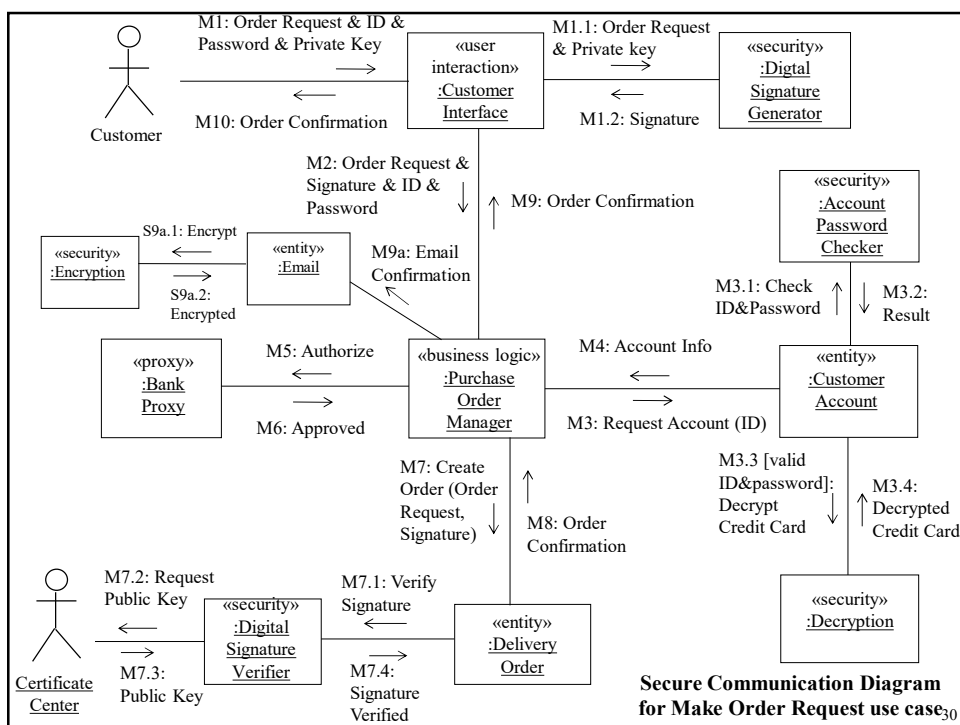 M1: Order Request & ID &
Password & Private Key
M10: Order Confirmation
Customer
«user
interaction»
:Customer
Interface
M1.1: Order Request
& Private key
M1.2: Signature
«security»
:Digtal
Signature
Generator
M2: Order Request &
Signature & ID &
Password
M9: Order Confirmation
«security»
:Account
Password
Checker
S9a.1: Encrypt
«security»
:Encryption
S9a.2:
Encrypted
«entity»
:Email
M9a: Email
Confirmation
M3.1: Check
ID&Password
M3.2:
Result
«proxy»
:Bank
Proxy
M5: Authorize
M6: Approved
«business logic»
:Purchase
Order
Manager
M4: Account Info
M3: Request Account (ID)
«entity»
:Customer
Account
M7: Create
Order (Order
Request,
Signature)
M8: Order
Confirmation
M3.3 [valid
ID&password]:
Decrypt
Credit Card
M3.4:
Decrypted
Credit Card
Certificate
Center
M7.2: Request
Public Key
M7.3:
Public Key
«security»
:Digital
Signature
Verifier
M7.1: Verify
Signature
M7.4:
Signature
Verified
«entity»
:Delivery
Order
«security»
:Decryption
Secure Communication Diagram
for Make Order Request use case
30